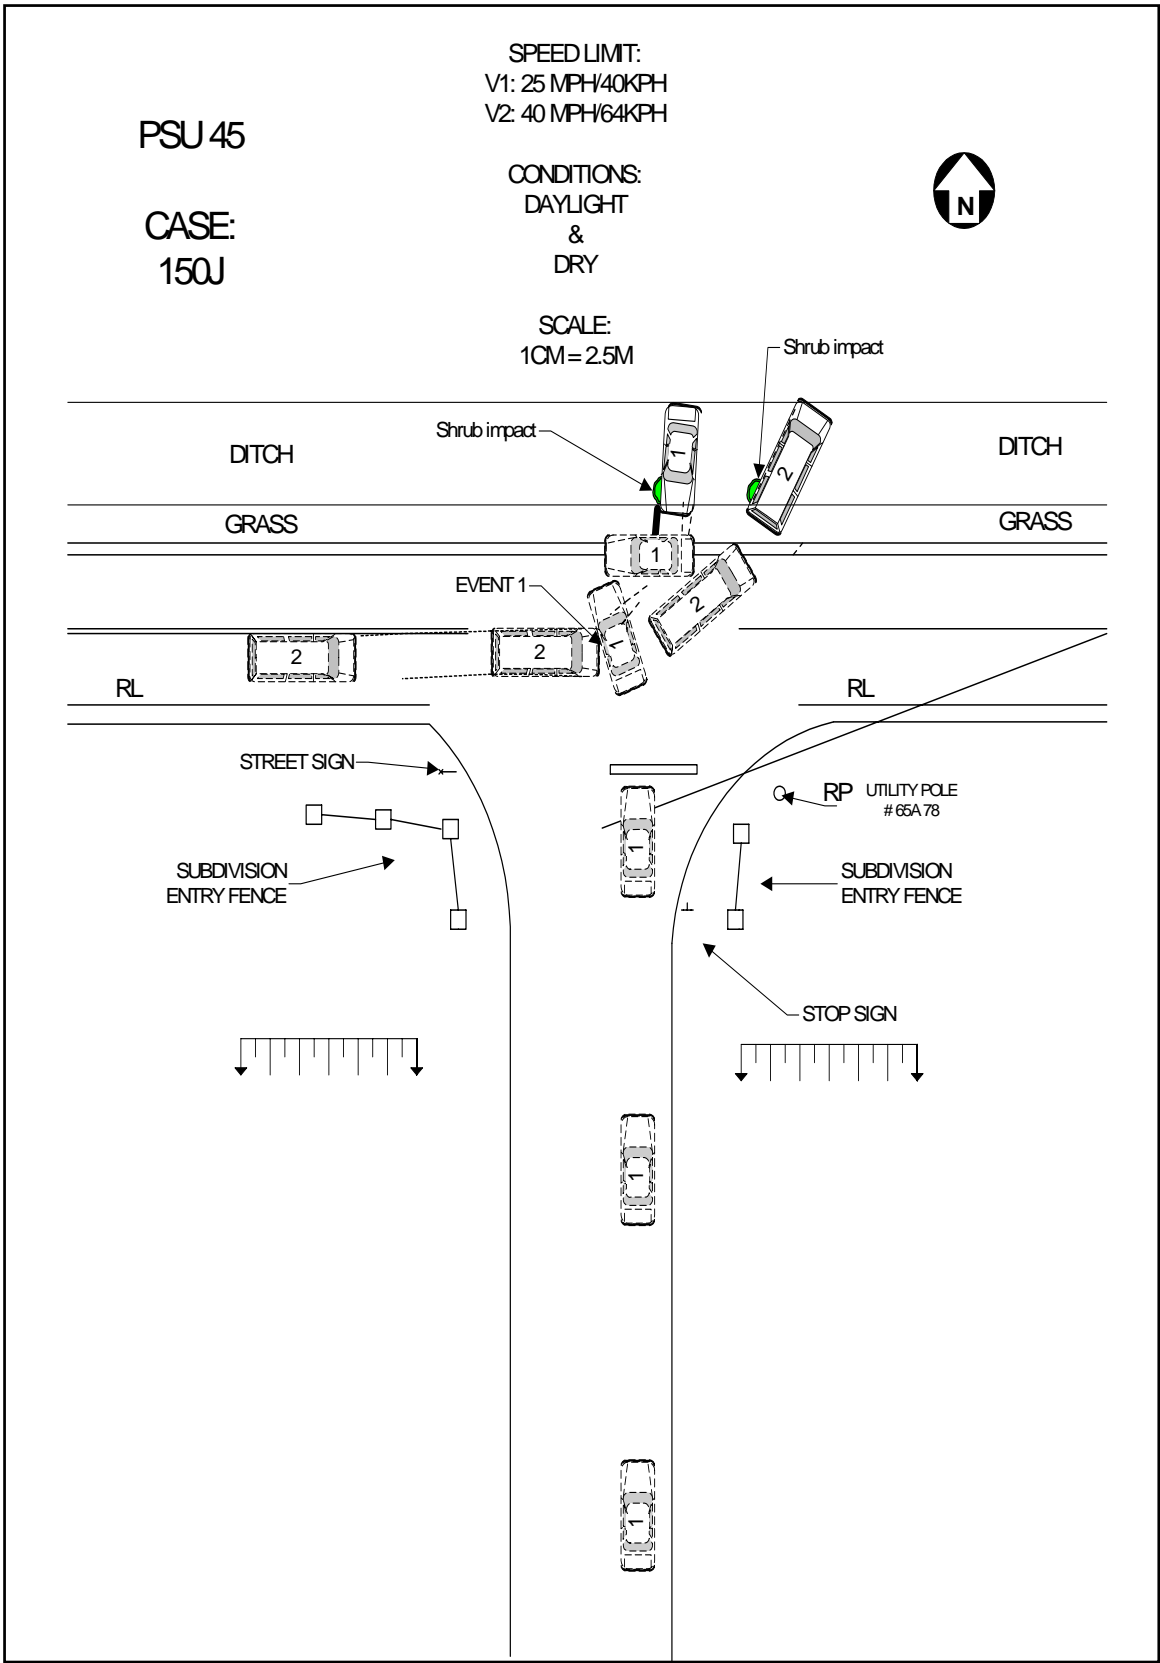 SPEED LIMIT:
V1: 25 MPH/40KPH
V2: 40 MPH/64KPH
PSU 45
CONDITIONS:
DAYLIGHT
&
DRY
N
CASE:
150J
SCALE:
1CM = 2.5M
Shrub impact
Shrub impact
DITCH
DITCH
1
2
GRASS
GRASS
1
EVENT 1
2
1
2
2
RL
RL
STREET SIGN
RP
UTILITY POLE
# 65A78
1
SUBDIVISION
ENTRY FENCE
SUBDIVISION
ENTRY FENCE
STOP SIGN
1
1